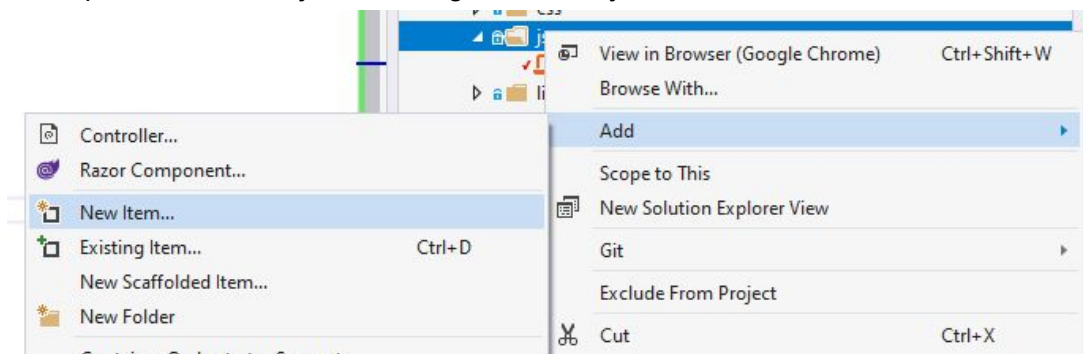 css
View in Browser (Google Chrome) Ctrl+Shift+W
Browse With...
Add
Scope to This
New Solution Explorer View
Git
Exclude From Project
Cut Ctrl+X
Controller...
Razor Component...
New Item...
Existing Item... Ctrl+D
New Scaffolded Item...
New Folder